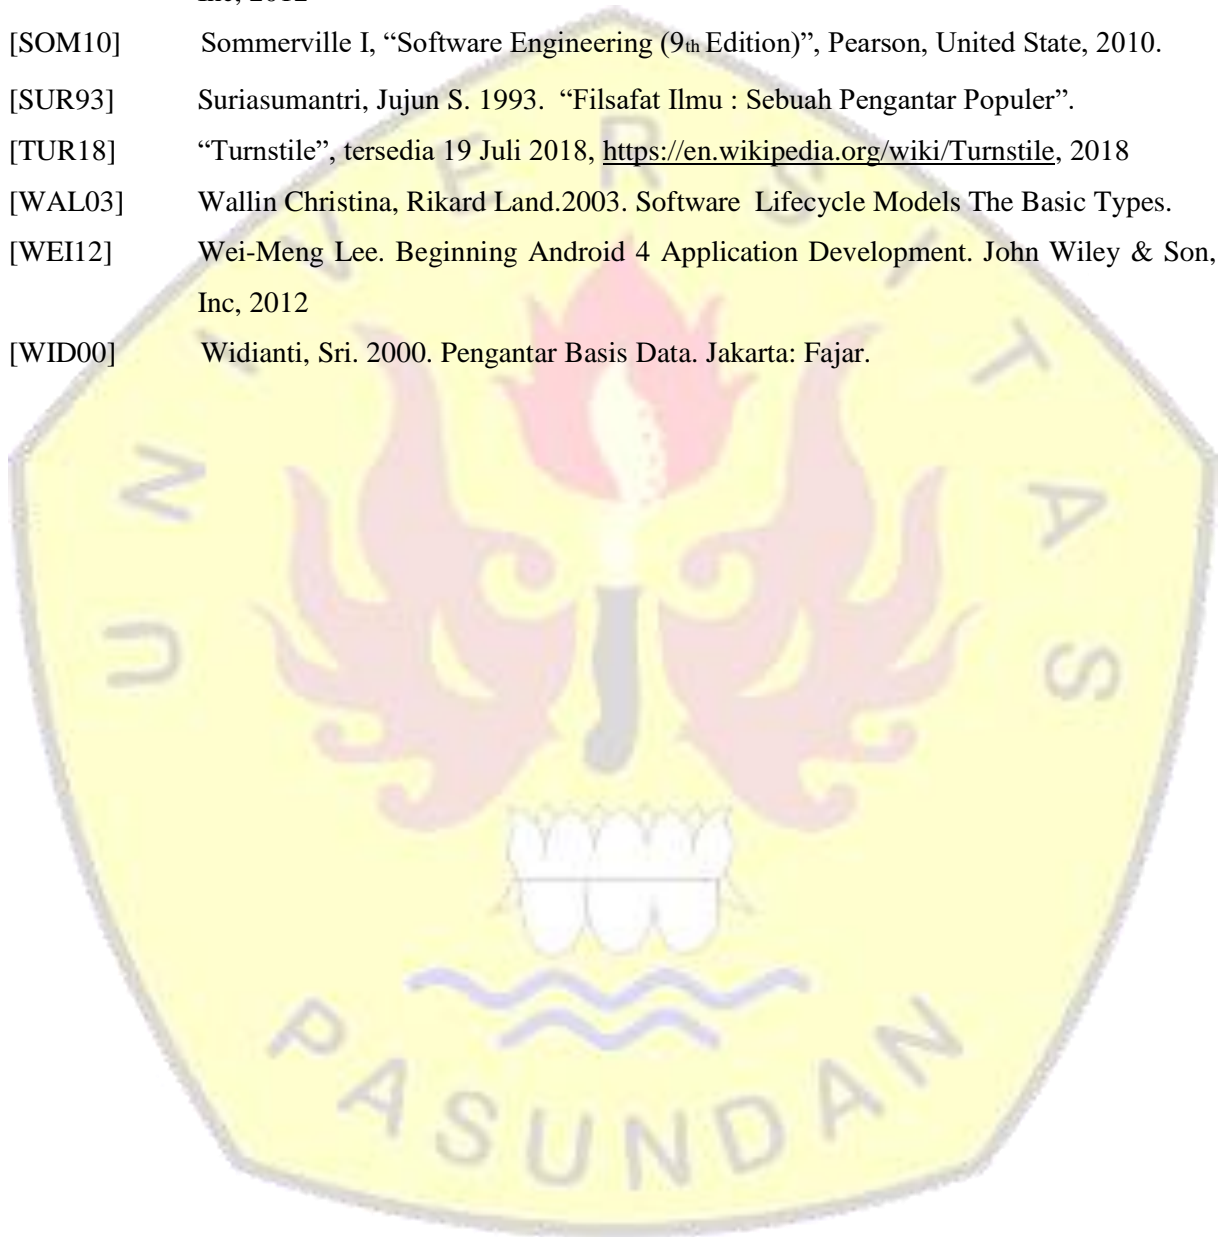 Inc, 2012
[SOM10] Sommerville I, “Software Engineering (9th Edition)”, Pearson, United State, 2010.
[SUR93] Suriasumantri, Jujun S. 1993. “Filsafat Ilmu : Sebuah Pengantar Populer”.
[TUR18] “Turnstile”, tersedia 19 Juli 2018, https://en.wikipedia.org/wiki/Turnstile, 2018
[WAL03] Wallin Christina, Rikard Land.2003. Software Lifecycle Models The Basic Types.
[WEI12] Wei-Meng Lee. Beginning Android 4 Application Development. John Wiley & Son,
Inc, 2012
[WID00] Widianti, Sri. 2000. Pengantar Basis Data. Jakarta: Fajar.
UNIVERSITAS
PASUNDAN